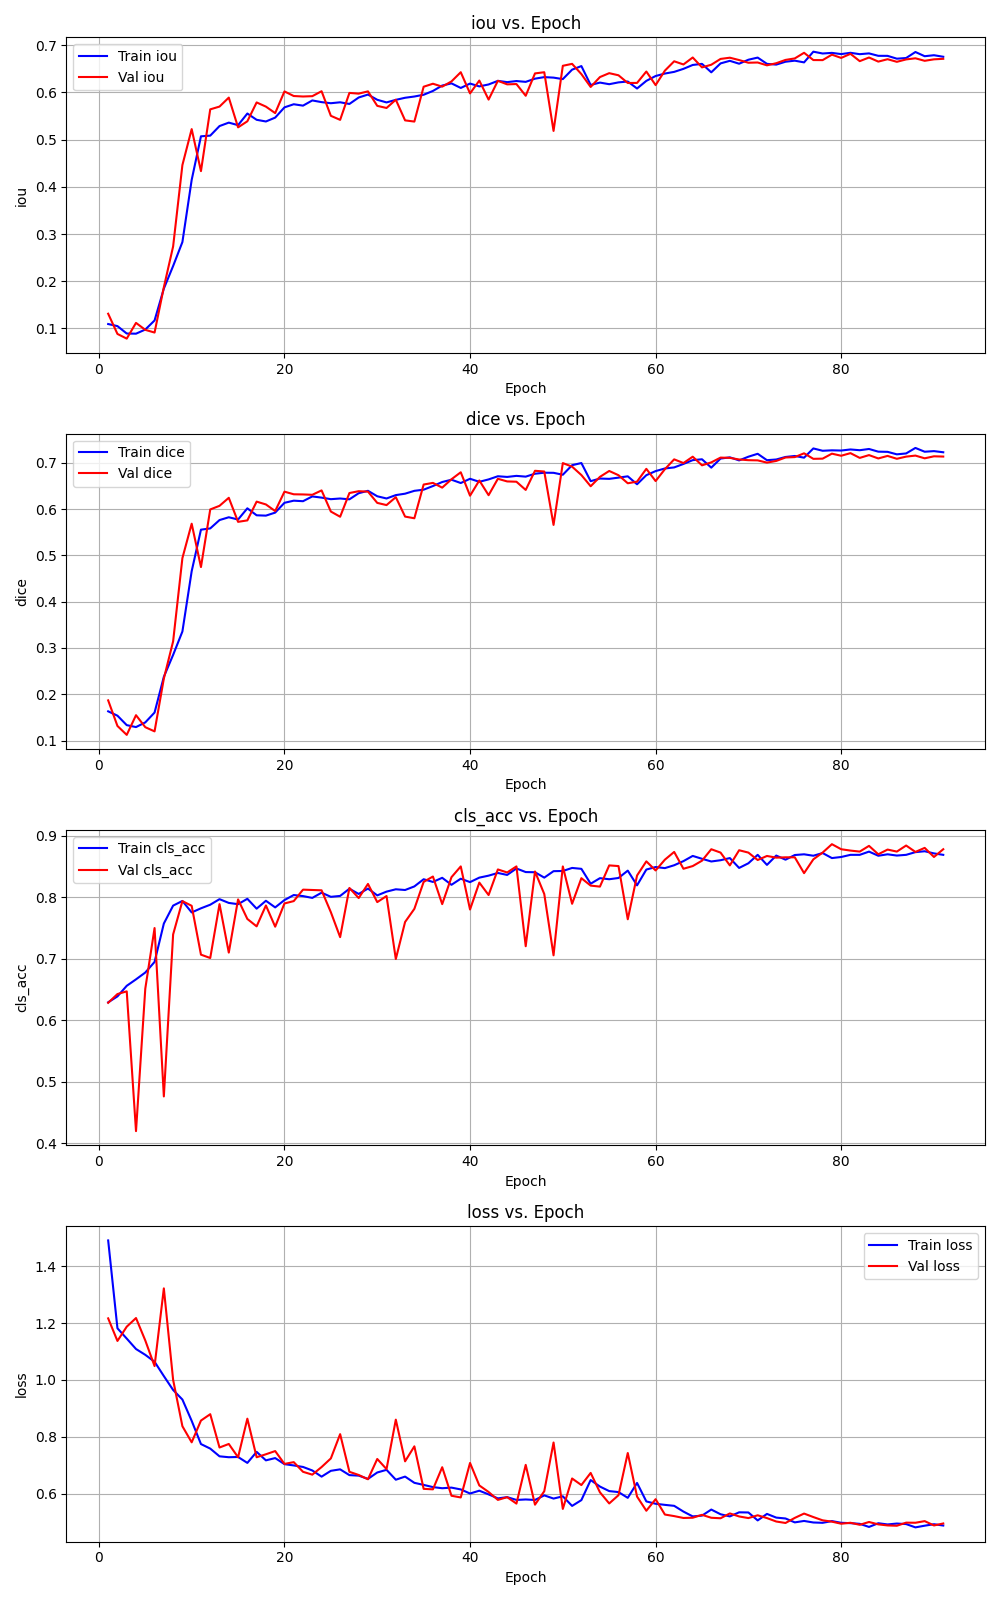 iou vs. Epoch
Train iou
Val iou
0.7
0.6
0.5
0.4
0.3
0.2
0.1
iou
0 20 40 60 80
Epoch
dice vs. Epoch
Train dice
Val dice
0.7
0.6
0.5
0.4
0.3
0.2
0.1
dice
0 20 40 60 80
Epoch
cls_acc vs. Epoch
Train cls_acc
Val cls_acc
0.9
0.8
0.7
0.6
0.5
0.4
cls_acc
0 20 40 60 80
Epoch
loss vs. Epoch
Train loss
Val loss
1.4
1.2
1.0
0.8
0.6
loss
0 20 40 60 80
Epoch